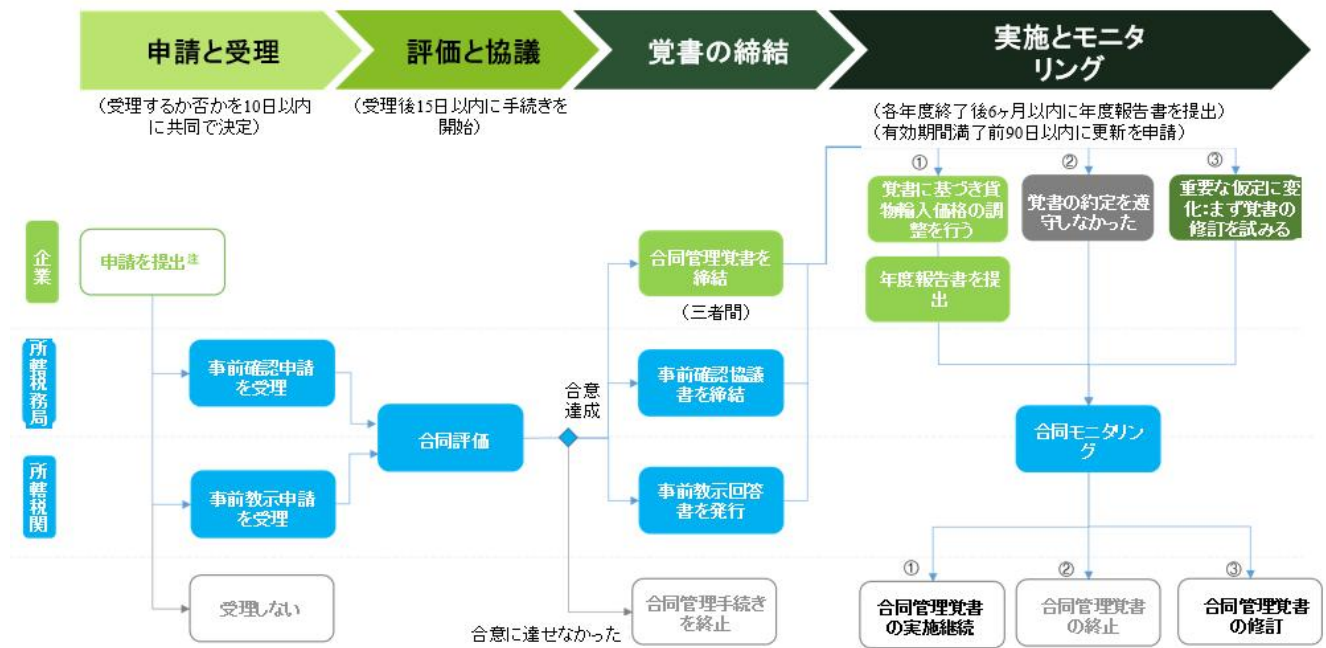 申請と受理
評価と協議
覚書の締結
実施とモニタ
リング
（受理するか否かを10日以内
に共同で決定）
（受理後15日以内に手続きを
開始）
（各年度終了後6ヶ月以内に年度報告書を提出）
（有効期間満了前90日以内に更新を申請）
①
②
③
覚書に基づき貨
物輸入価格の調
整を行う
覚書の約定を遵
守しなかった
重要な仮定に変
化:まず覚書の
修訂を試みる
企業
申請を提出注
合同管理覚書を
締結
（三者間）
年度報告書を提
出
所轄税務局
事前確認申請
を受理
合意
達成
事前確認協議
書を締結
合同評価
合同モニタリン
グ
所轄税関
事前教示申請
を受理
事前教示回答
書を発行
①
②
③
受理しない
合意に達せなかった
合同管理手続き
を終止
合同管理覚書
の実施継続
合同管理覚書
の終止
合同管理覚書
の修訂